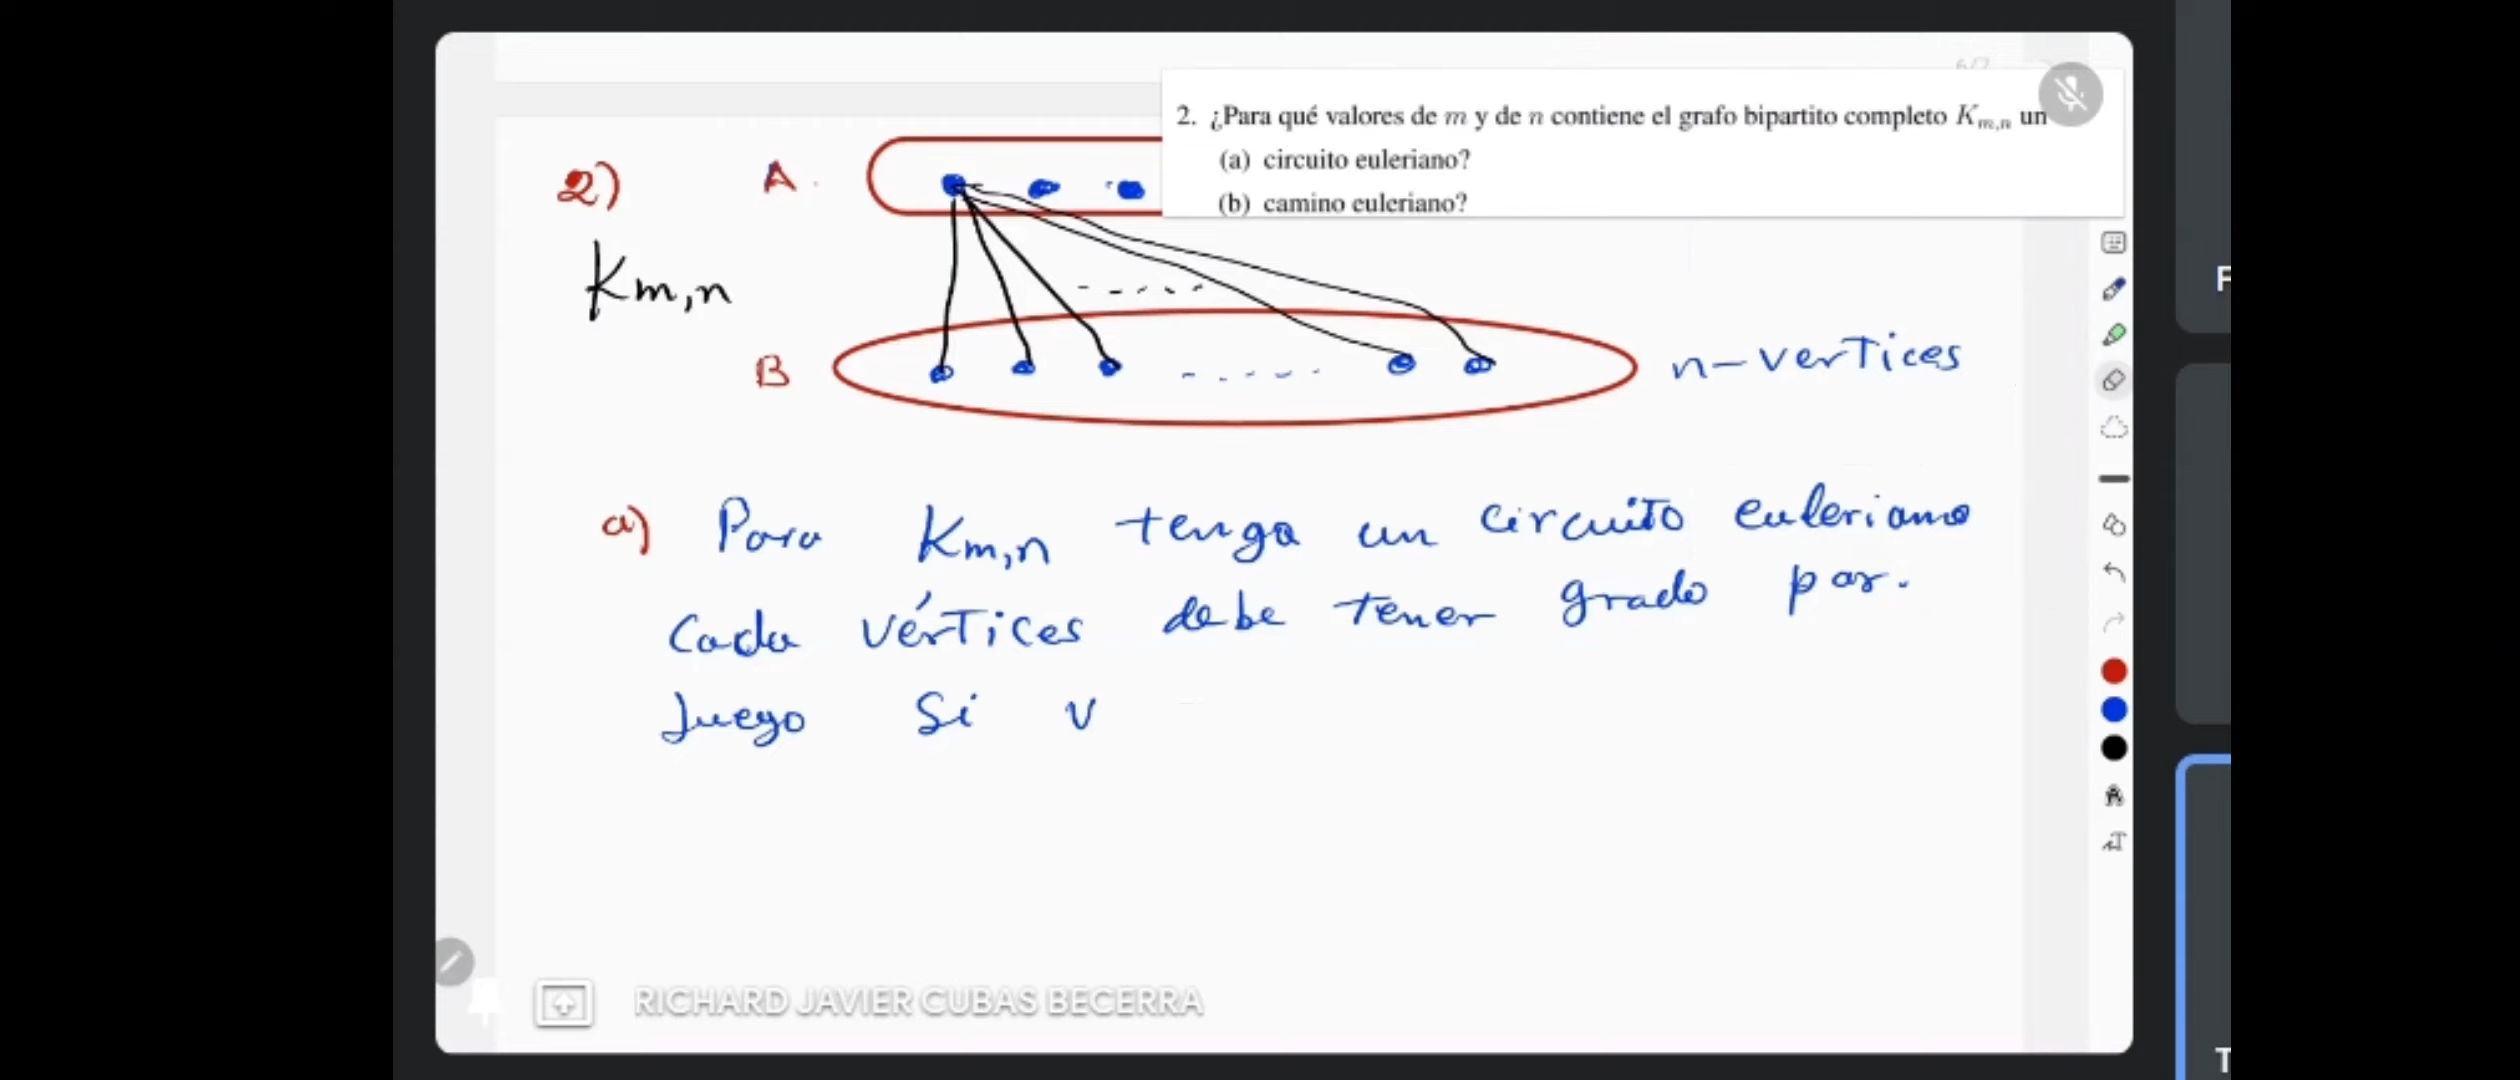 6/7
2. ¿Para qué valores de m y de n contiene el grafo bipartito completo Km,n un
(a) circuito euleriano?
(b) camino euleriano?
2) A
Km,n
B n-vertices
a) Para Km,n tenga un circuito euleriano
Cada vértices debe tener grado par.
Luego Si v
RICHARD JAVIER CUBAS BECERRA
F
T